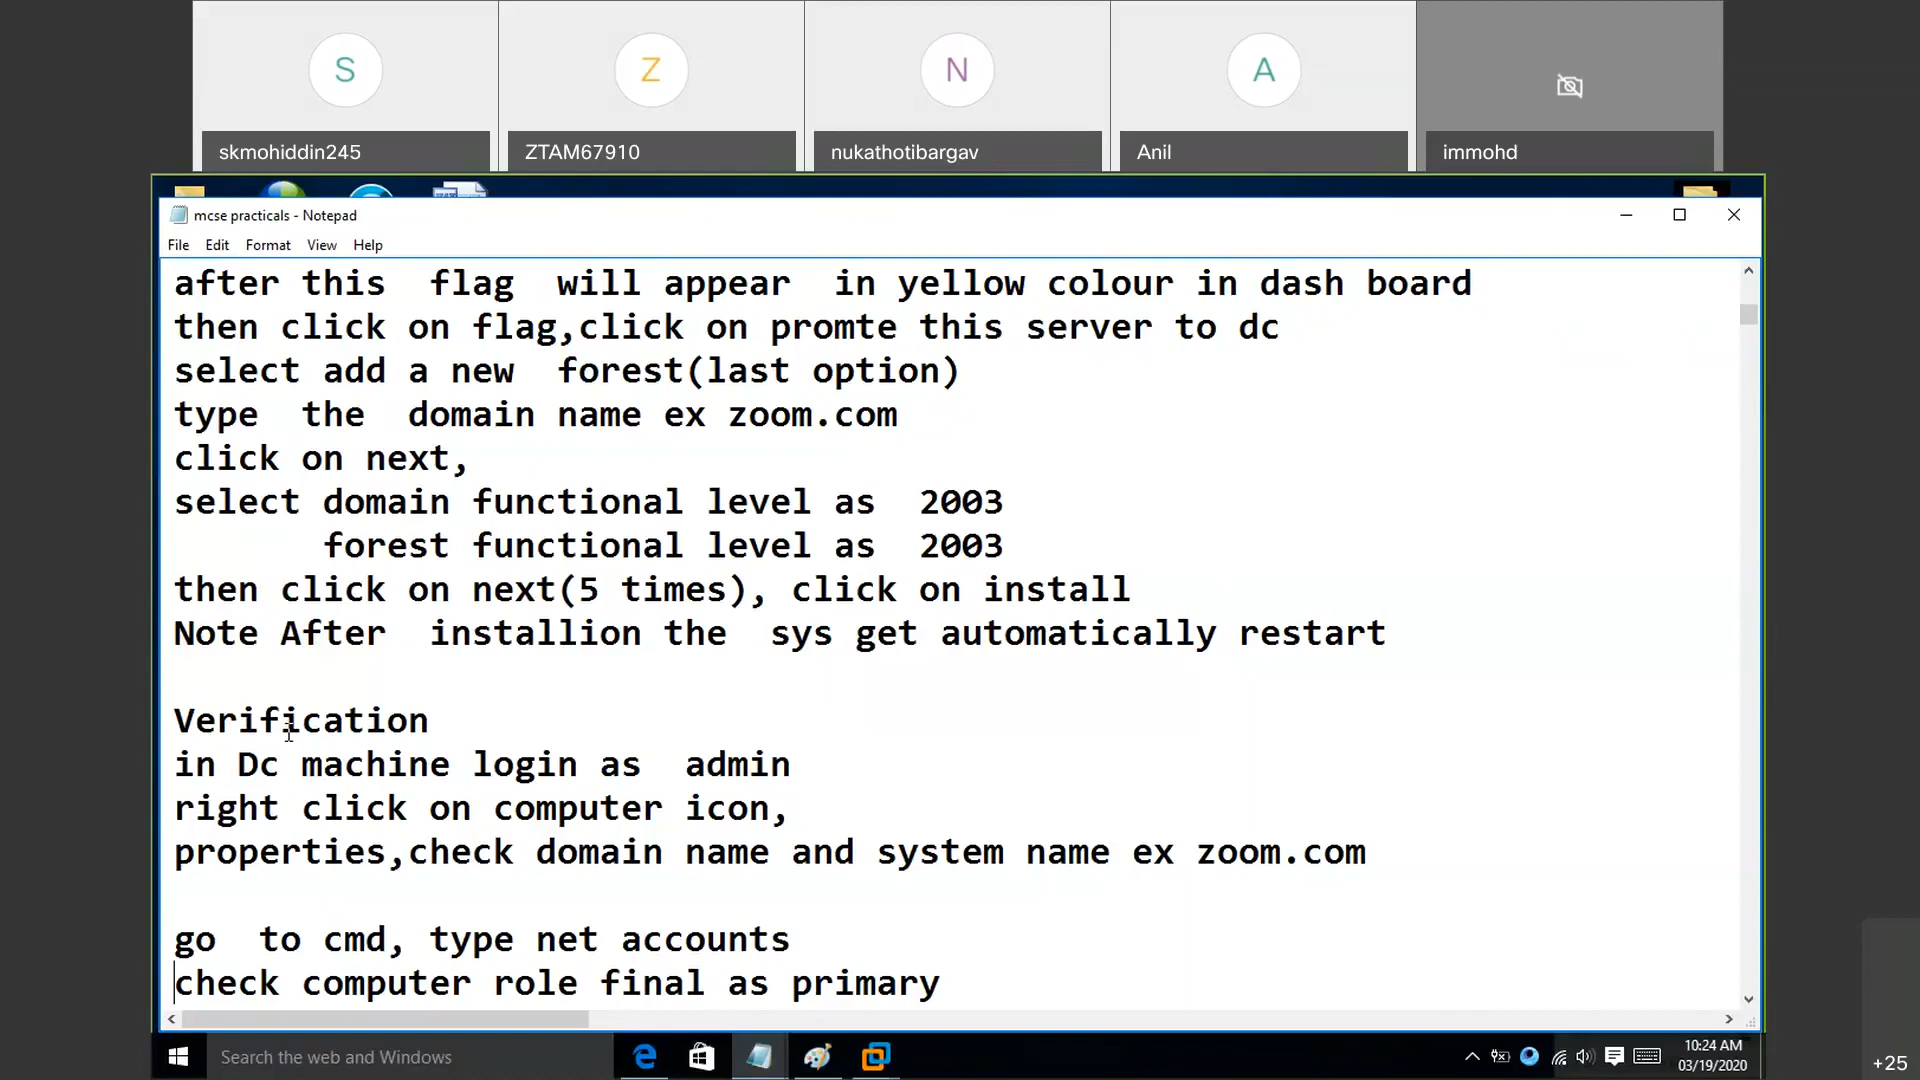 S
Z
N
A
skmohiddin245
ZTAM67910
nukathotibargav
Anil
immohd
mcse practicals - Notepad
File Edit Format View Help
after this flag will appear in yellow colour in dash board
then click on flag,click on promte this server to dc
select add a new forest(last option)
type the domain name ex zoom.com
click on next,
select domain functional level as 2003
forest functional level as 2003
then click on next(5 times), click on install
Note After installion the sys get automatically restart
Verification
in Dc machine login as admin
right click on computer icon,
properties,check domain name and system name ex zoom.com
go to cmd, type net accounts
check computer role final as primary
Search the web and Windows
10:24 AM
03/19/2020
+25